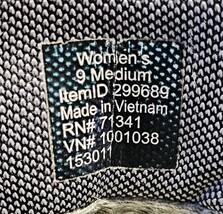 Women's
9 Medium
ItemID 299689
Made in Vietnam
RN# 71341
VN# 1001038
153011